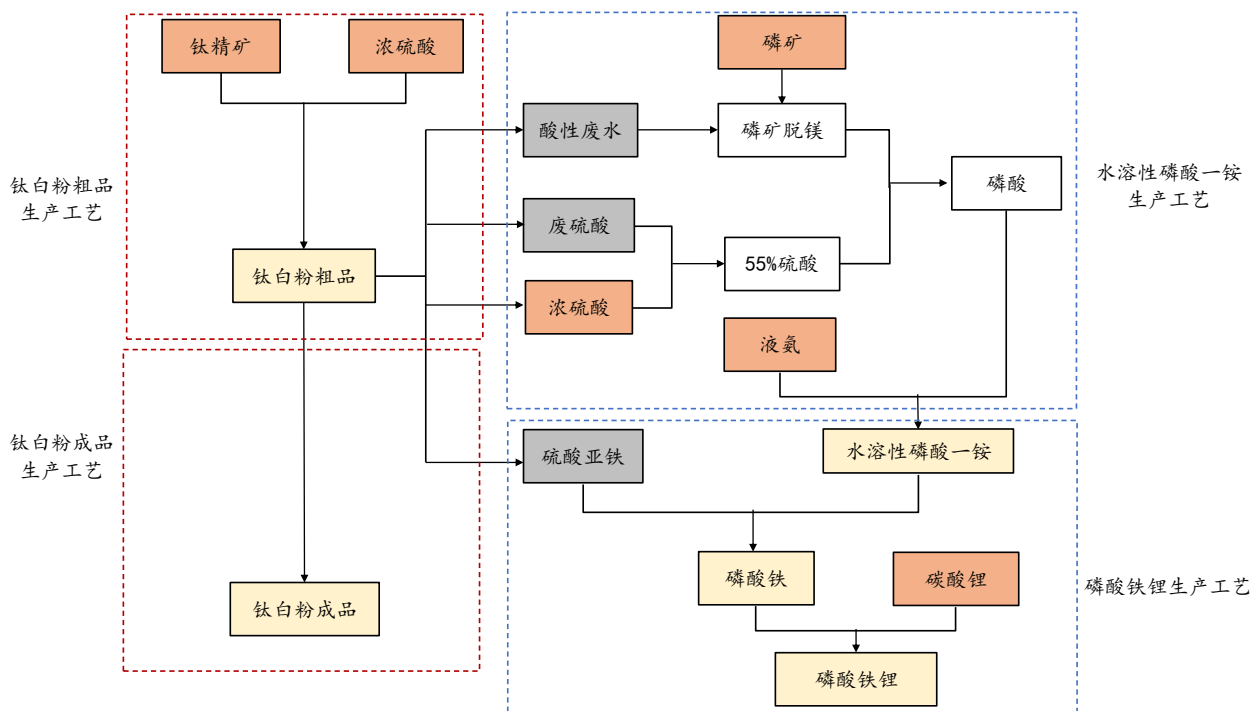 钛精矿
浓硫酸
磷矿
酸性废水
磷矿脱镁
钛白粉粗品
生产工艺
磷酸
水溶性磷酸一铵
生产工艺
废硫酸
钛白粉粗品
55%硫酸
浓硫酸
液氨
钛白粉成品
生产工艺
硫酸亚铁
水溶性磷酸一铵
磷酸铁
碳酸锂
磷酸铁锂生产工艺
钛白粉成品
磷酸铁锂